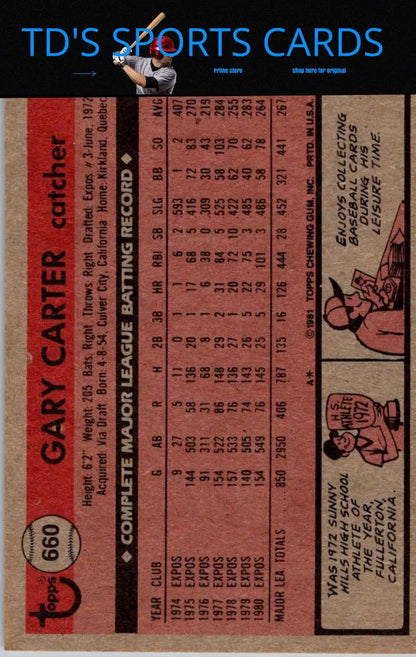 TD'S SPORTS CARDS
prime store
shop here for original
Topps
660
GARY CARTER catcher
Height: 6'2" Weight: 205 Bats: Right Throws: Right Drafted: Expos #3-June, 1972
Acquired: Via Draft Born: 4-8-54, Culver City, California Home: Kirkland, Quebec
◆ COMPLETE MAJOR LEAGUE BATTING RECORD ◆
YEAR CLUB G AB R H 2B 3B HR RBI SB SLG BB SO AVG
1974 EXPOS 9 27 5 11 0 1 1 6 2 .593 1 2 .407
1975 EXPOS 144 503 58 136 20 1 17 68 5 .416 72 83 .270
1976 EXPOS 91 311 31 68 8 1 6 38 0 .309 30 43 .219
1977 EXPOS 154 522 86 148 29 2 31 84 5 .525 58 103 .284
1978 EXPOS 157 533 76 136 27 1 20 72 10 .422 62 70 .255
1979 EXPOS 140 505 74 143 26 5 22 75 3 .485 40 62 .283
1980 EXPOS 154 549 76 145 25 5 29 101 3 .486 58 78 .264
MAJOR LEA TOTALS 850 2950 406 787 135 16 126 444 28 .452 321 441 .267
A* ©1981 TOPPS CHEWING GUM, INC. PRTD. IN U.S.A.
WAS 1972 SUNNY
HILLS HIGH SCHOOL
ATHLETE OF
THE YEAR,
FULLERTON,
CALIFORNIA.
H.S.
ATHLETE
1972
ENJOYS COLLECTING
BASEBALL CARDS
DURING HIS
LEISURE TIME.